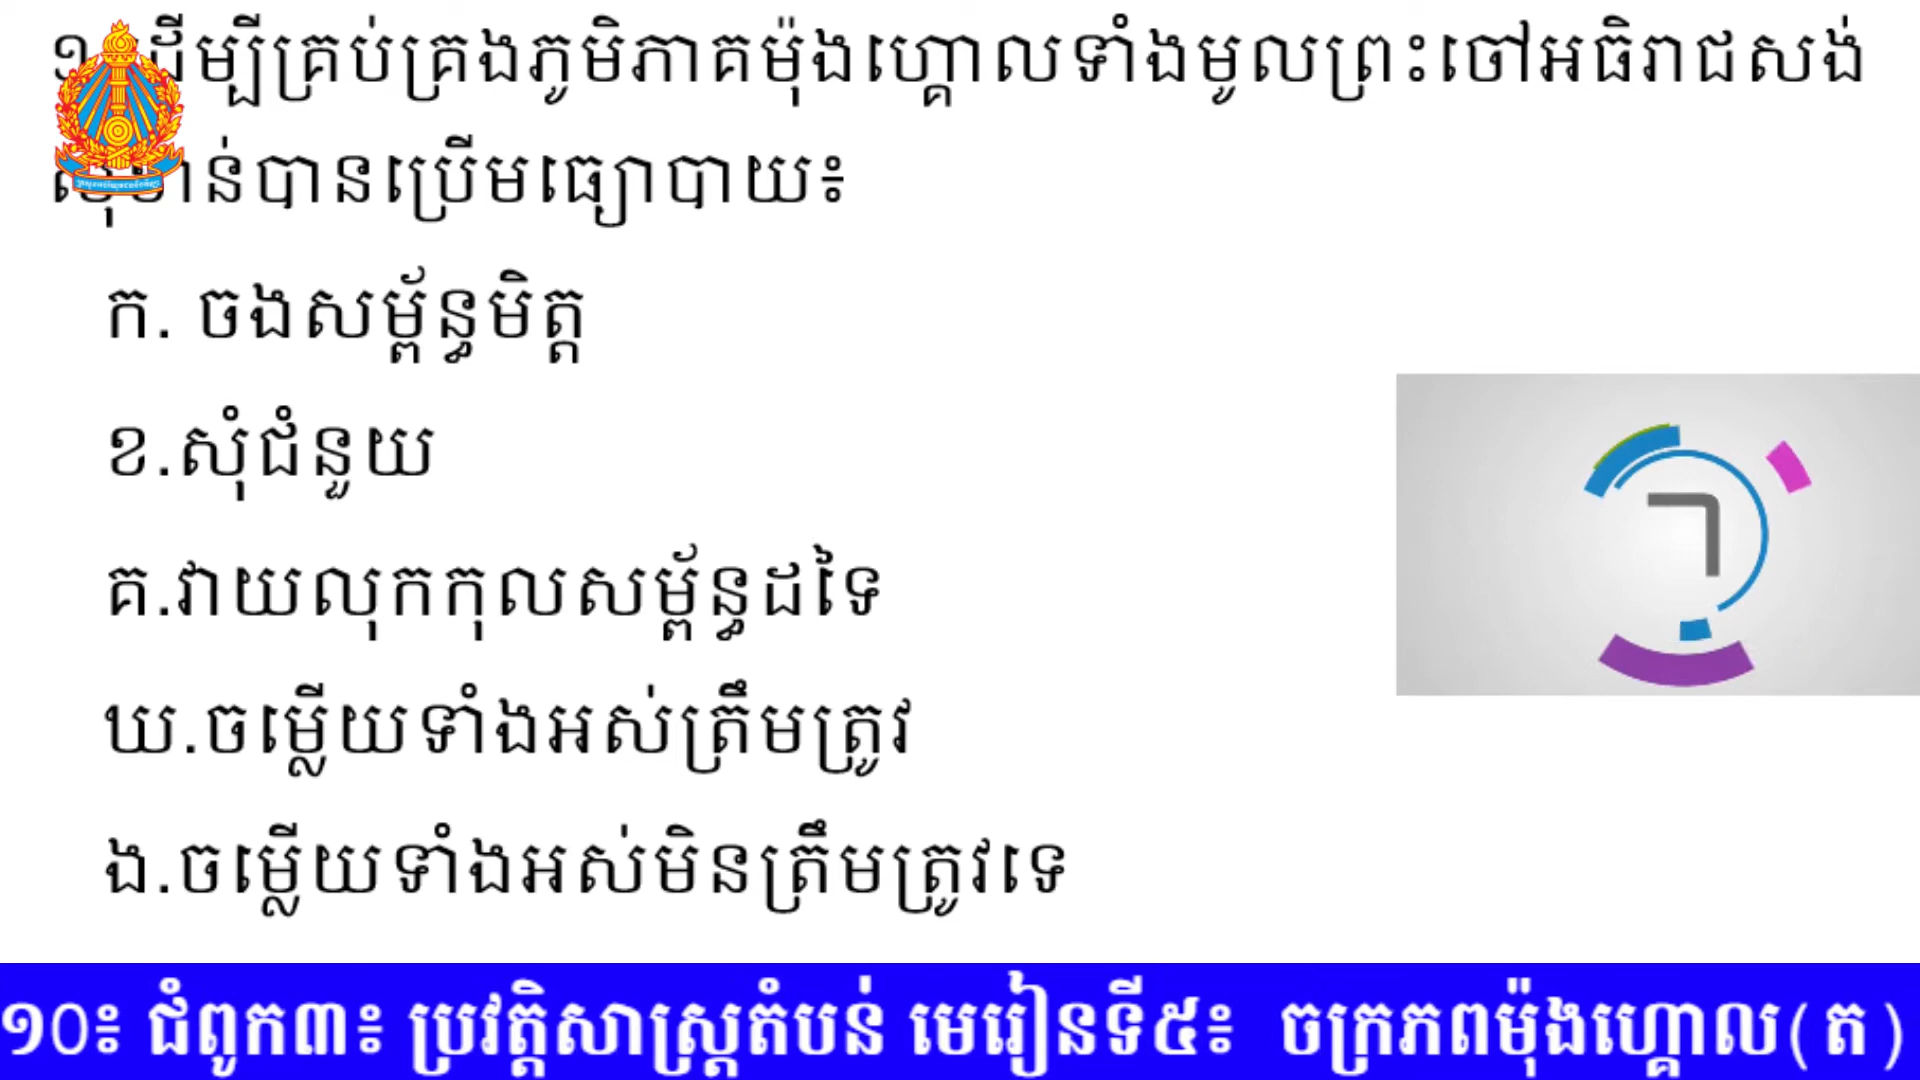 ដើម្បីគ្រប់គ្រងភូមិភាគម៉ុងហ្គោលទាំងមូលព្រះចៅអធិរាជសង់
បានប្រើមធ្យោបាយ៖
ក. ចងសម្ព័ន្ធមិត្ត
ខ.សុំជំនួយ
គ.វាយលុកកុលសម្ព័ន្ធដទៃ
ឃ.ចម្លើយទាំងអស់ត្រឹមត្រូវ
ង.ចម្លើយទាំងអស់មិនត្រឹមត្រូវទេ
១០៖ ជំពូក៣៖ ប្រវត្តិសាស្ត្រតំបន់ មេរៀនទី៥៖ ចក្រភពម៉ុងហ្គោល(ត)